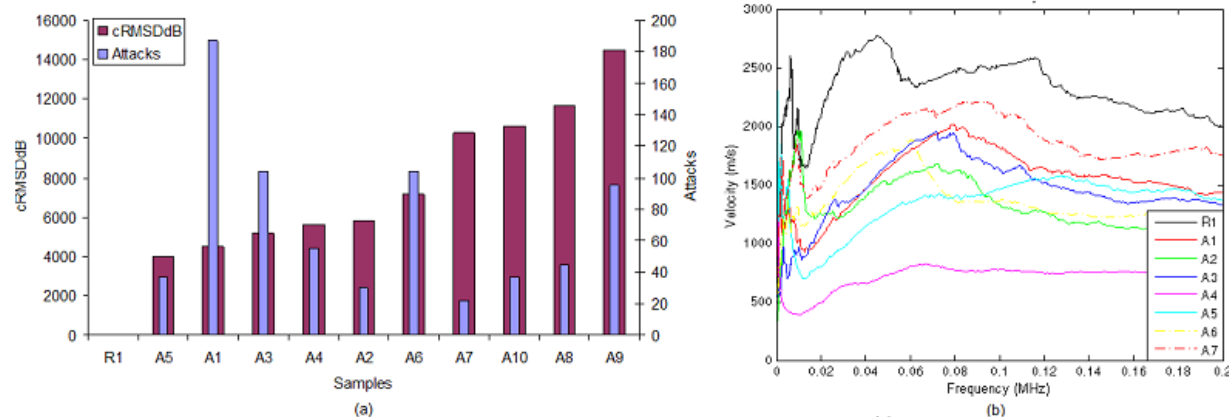 16000
14000
12000
10000
8000
6000
4000
2000
0
cRMSDdB
cRMSDdB
Attacks
200
180
160
140
120
100
80
60
40
20
0
Attacks
R1 A5 A1 A3 A4 A2 A6 A7 A10 A8 A9
Samples
(a)
3000
2500
2000
1500
1000
500
0
Velocity (m/s)
R1
A1
A2
A3
A4
A5
A6
A7
0 0.02 0.04 0.06 0.08 0.1 0.12 0.14 0.16 0.18 0.2
Frequency (MHz)
(b)